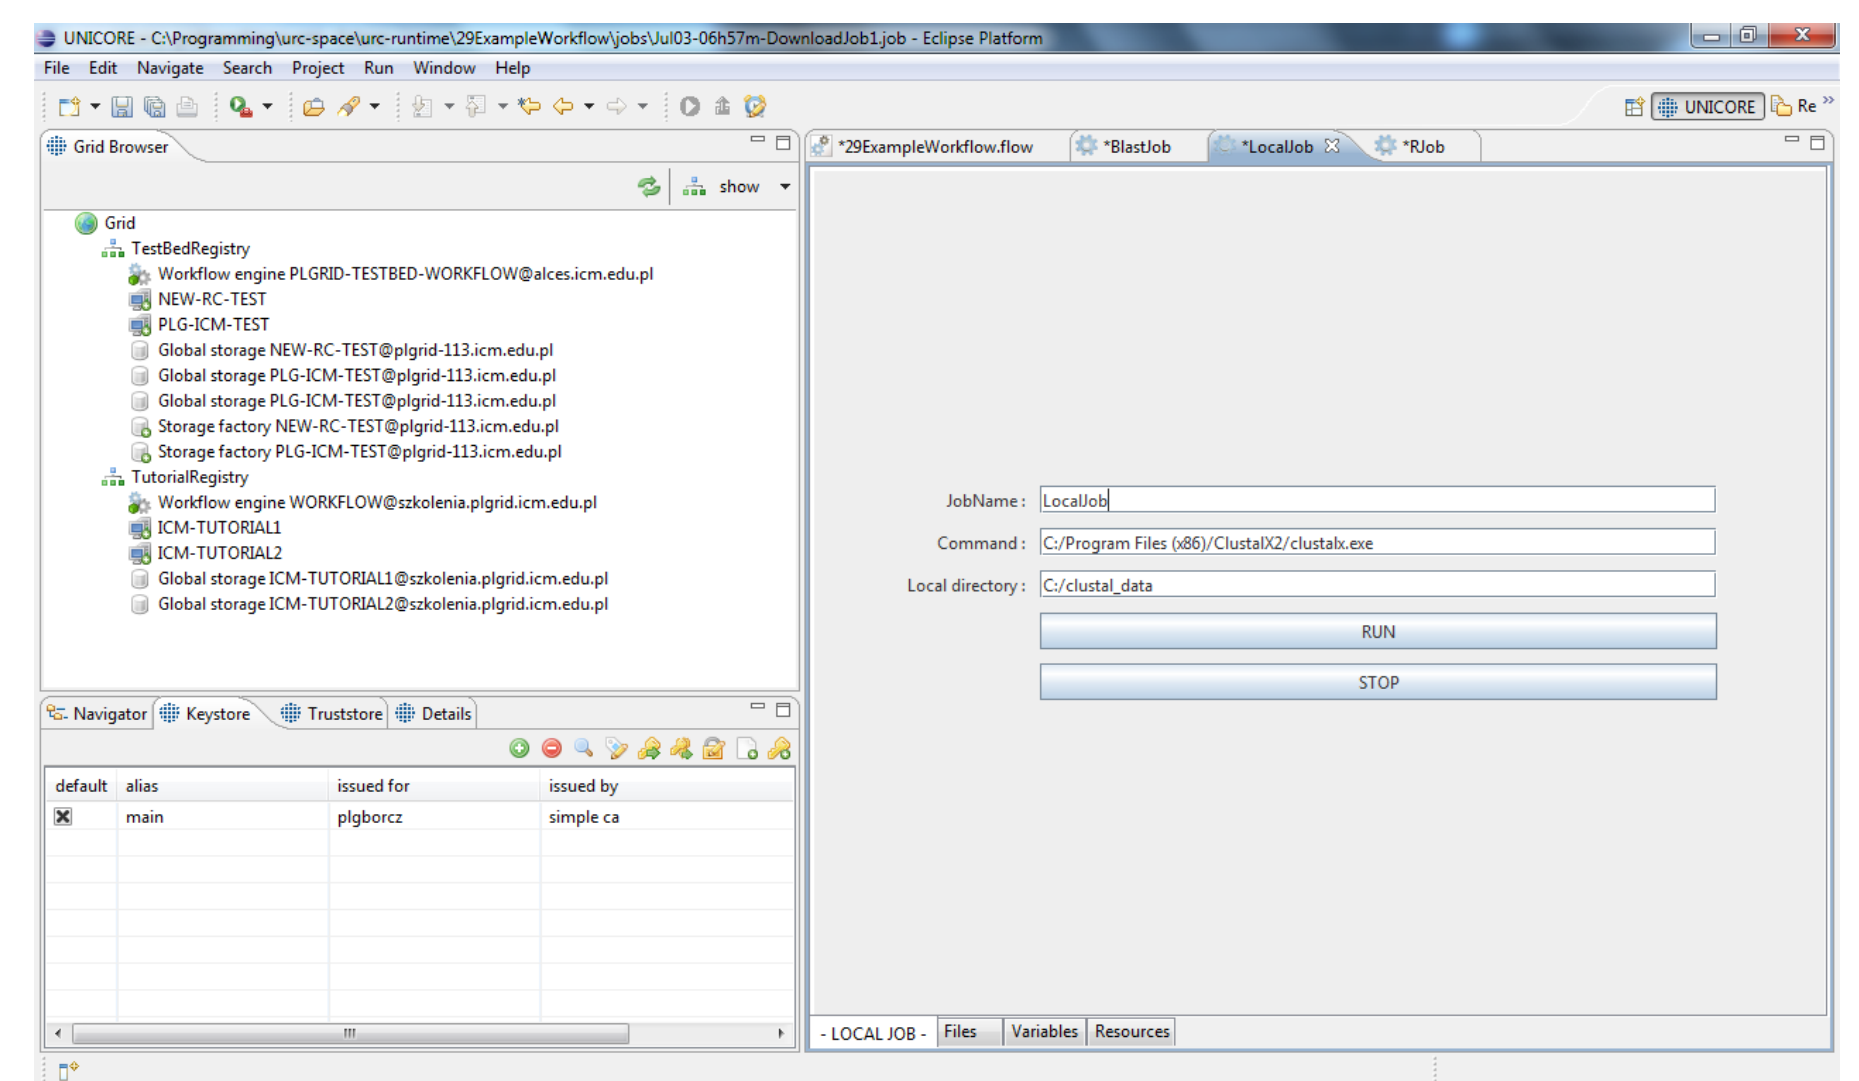 UNICORE - C:\Programming\urc-space\urc-runtime\29ExampleWorkflow\jobs\Jul03-06h57m-DownloadJob1.job - Eclipse Platform
File Edit Navigate Search Project Run Window Help
UNICORE Re
Grid Browser
show
Grid
TestBedRegistry
Workflow engine PLGRID-TESTBED-WORKFLOW@alces.icm.edu.pl
NEW-RC-TEST
PLG-ICM-TEST
Global storage NEW-RC-TEST@plgrid-113.icm.edu.pl
Global storage PLG-ICM-TEST@plgrid-113.icm.edu.pl
Global storage PLG-ICM-TEST@plgrid-113.icm.edu.pl
Storage factory NEW-RC-TEST@plgrid-113.icm.edu.pl
Storage factory PLG-ICM-TEST@plgrid-113.icm.edu.pl
TutorialRegistry
Workflow engine WORKFLOW@szkolenia.plgrid.icm.edu.pl
ICM-TUTORIAL1
ICM-TUTORIAL2
Global storage ICM-TUTORIAL1@szkolenia.plgrid.icm.edu.pl
Global storage ICM-TUTORIAL2@szkolenia.plgrid.icm.edu.pl
Navigator Keystore Truststore Details
default alias issued for issued by
main plgborcz simple ca
*29ExampleWorkflow.flow *BlastJob *LocalJob *RJob
JobName : LocalJob
Command : C:/Program Files (x86)/ClustalX2/clustalx.exe
Local directory : C:/clustal_data
RUN
STOP
- LOCAL JOB - Files Variables Resources